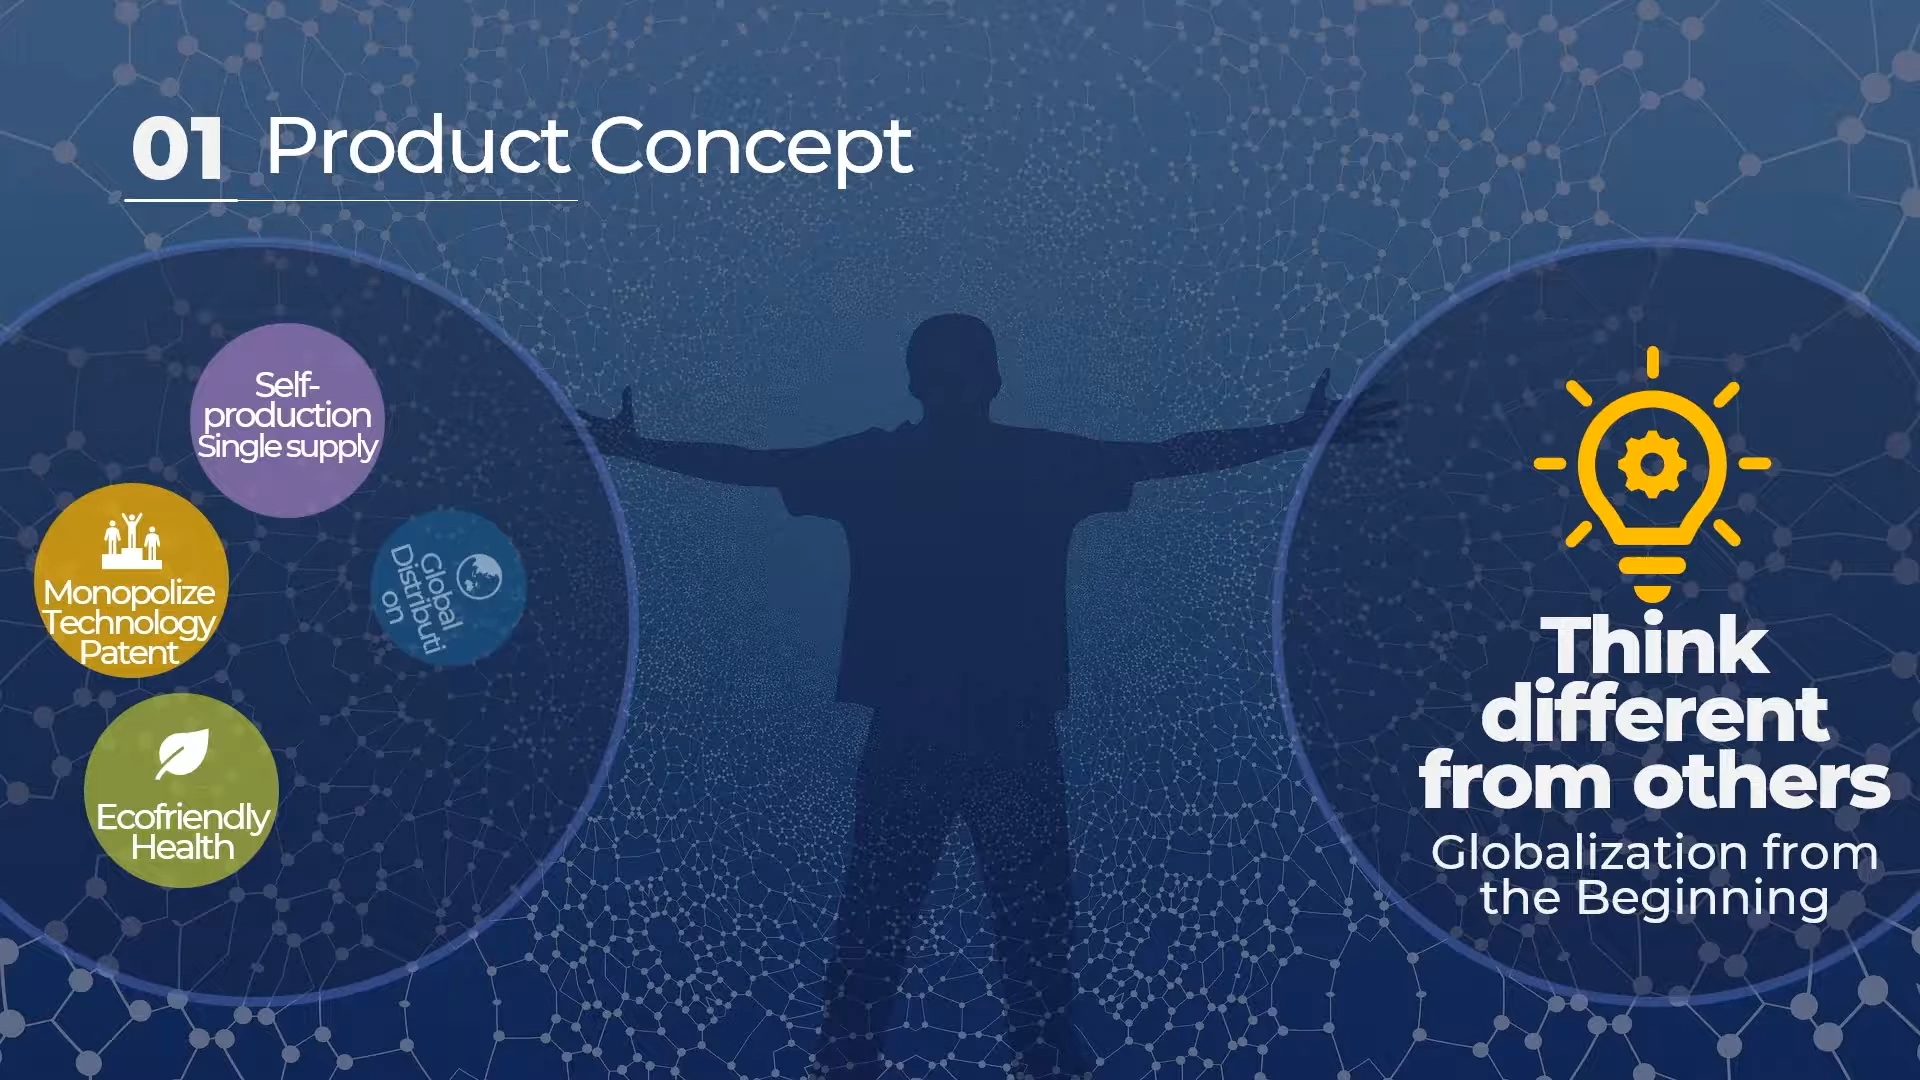 01 Product Concept
Self-
production
Single supply
Monopolize
Technology
Patent
Global
Distributi
on
Ecofriendly
Health
Think
different
from others
Globalization from
the Beginning